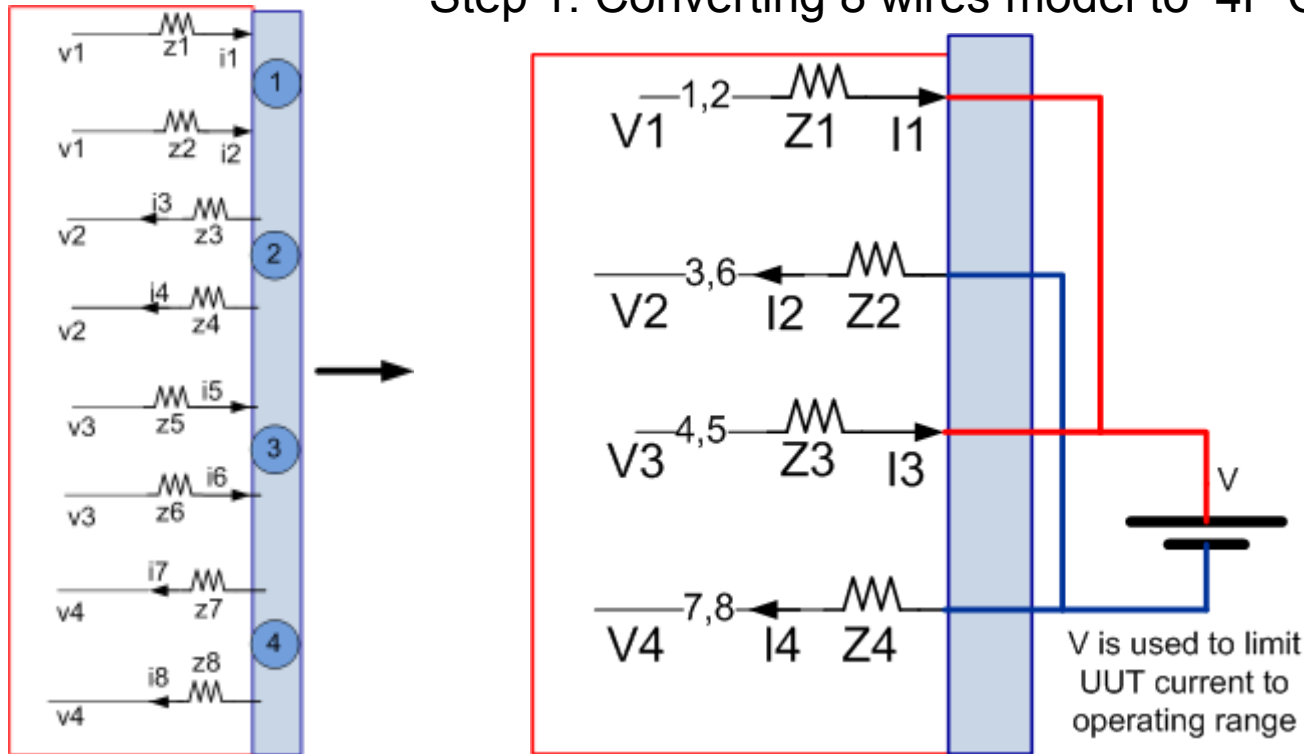 Step 1: Converting 8 wires model to 4P
v1
z1
i1
1
v1
z2
i2
v2
i3
z3
2
v2
i4
z4
v3
z5
i5
3
v3
z6
i6
v4
i7
z7
4
v4
i8
z8
1,2
V1
Z1
I1
3,6
V2
I2
Z2
4,5
V3
Z3
I3
V
7,8
V4
I4
Z4
V is used to limit
UUT current to
operating range